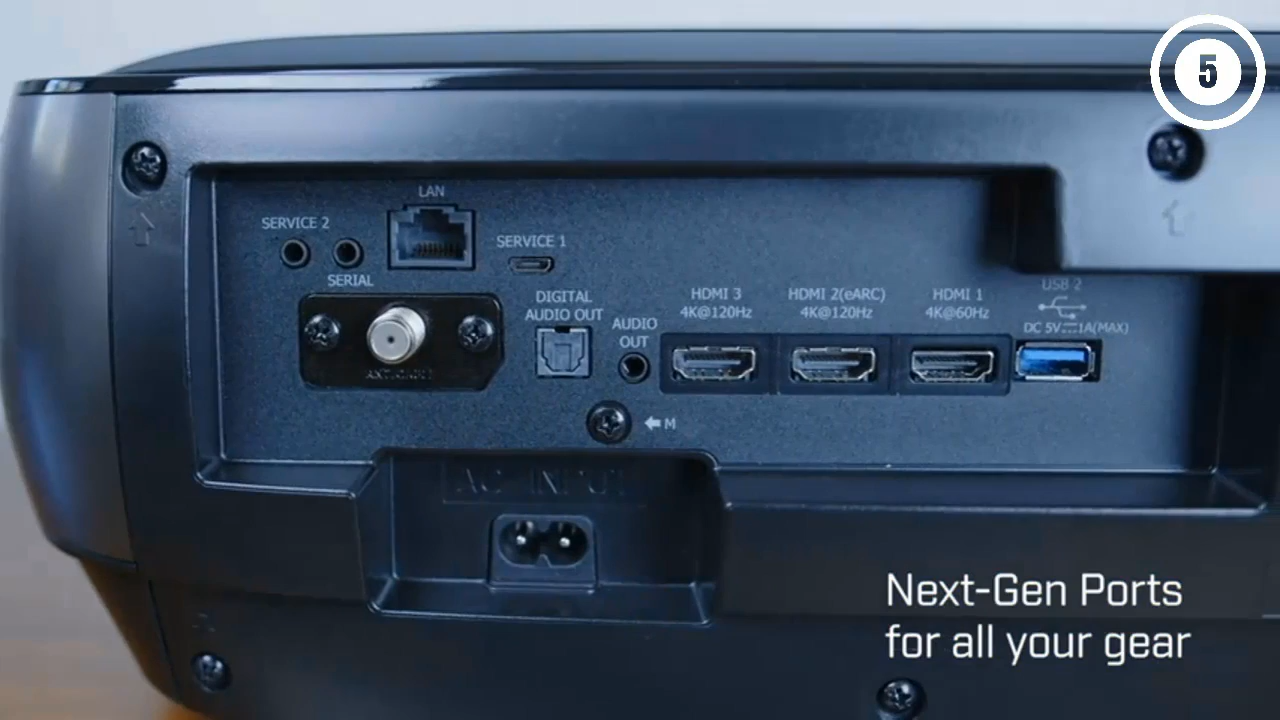 5
LAN
SERVICE 2
SERVICE 1
SERIAL
DIGITAL
AUDIO OUT
AUDIO
OUT
HDMI 3
4K@120Hz
HDMI 2(eARC)
4K@120Hz
HDMI 1
4K@60Hz
USB 2
DC 5V⎓1A(MAX)
M
AC INPUT
Next-Gen Ports
for all your gear